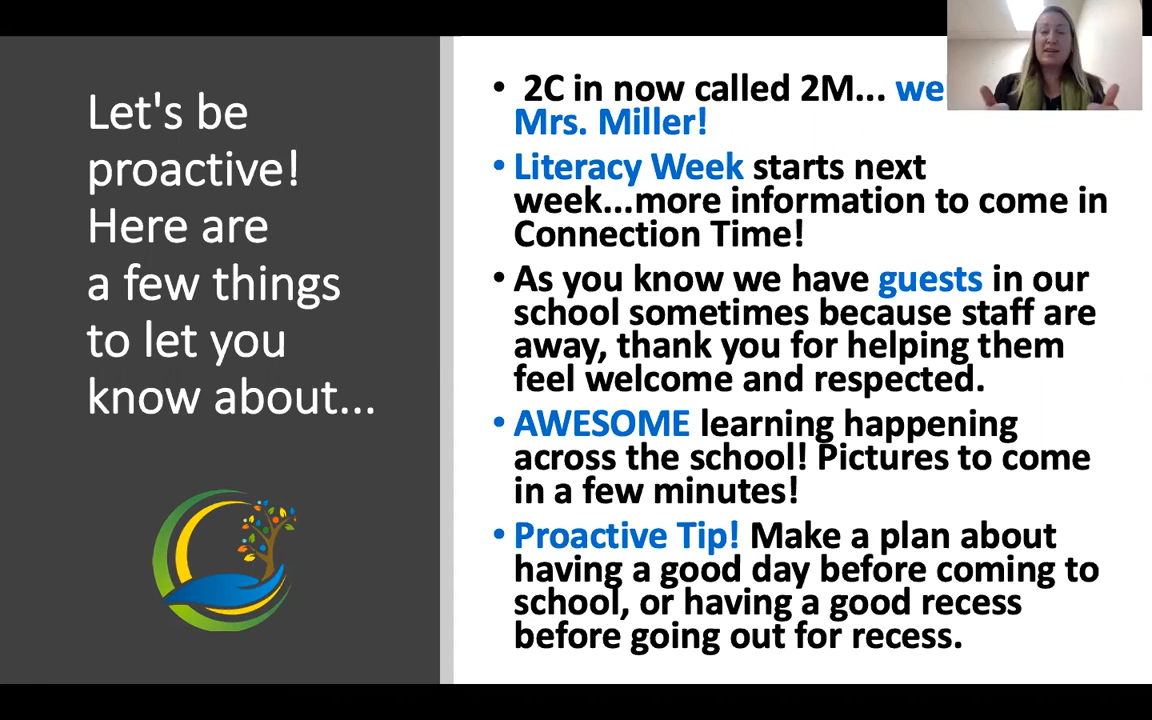 Let's be
proactive!
Here are
a few things
to let you
know about...
• 2C in now called 2M... we
Mrs. Miller!
• Literacy Week starts next
week...more information to come in
Connection Time!
• As you know we have guests in our
school sometimes because staff are
away, thank you for helping them
feel welcome and respected.
• AWESOME learning happening
across the school! Pictures to come
in a few minutes!
• Proactive Tip! Make a plan about
having a good day before coming to
school, or having a good recess
before going out for recess.